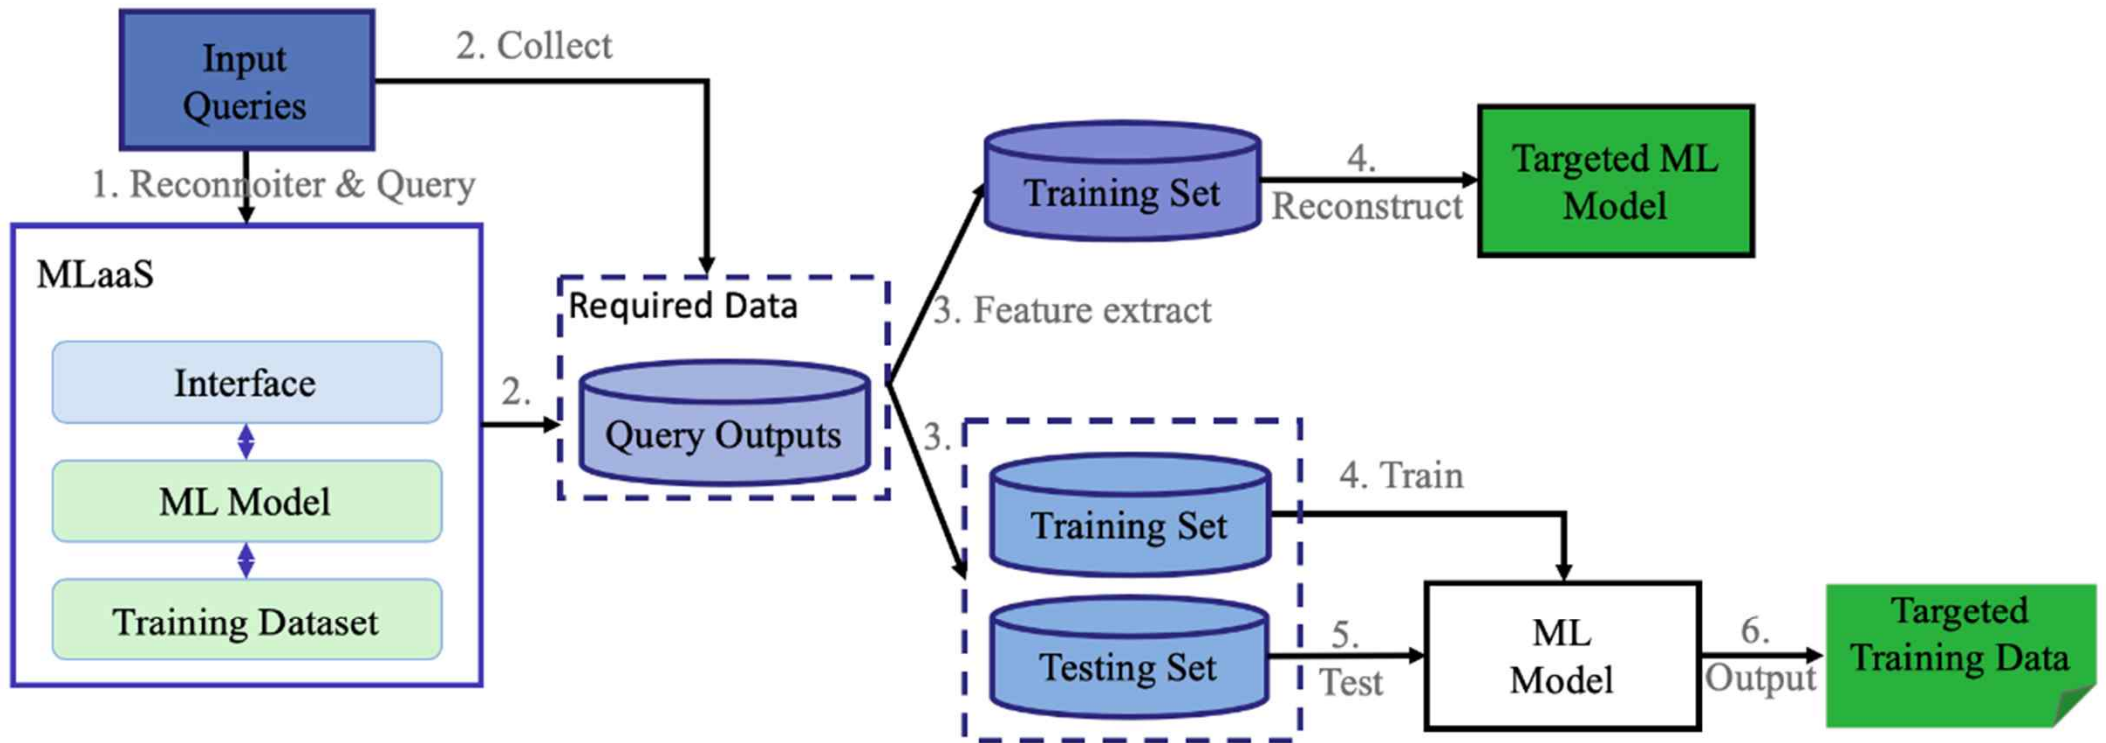 Input
Queries
2. Collect
1. Reconnoiter & Query
MLaaS
Interface
ML Model
Training Dataset
2.
Required Data
Query Outputs
3. Feature extract
3.
Training Set
4.
Reconstruct
Targeted ML
Model
Training Set
Testing Set
4. Train
5.
Test
ML
Model
6.
Output
Targeted
Training Data